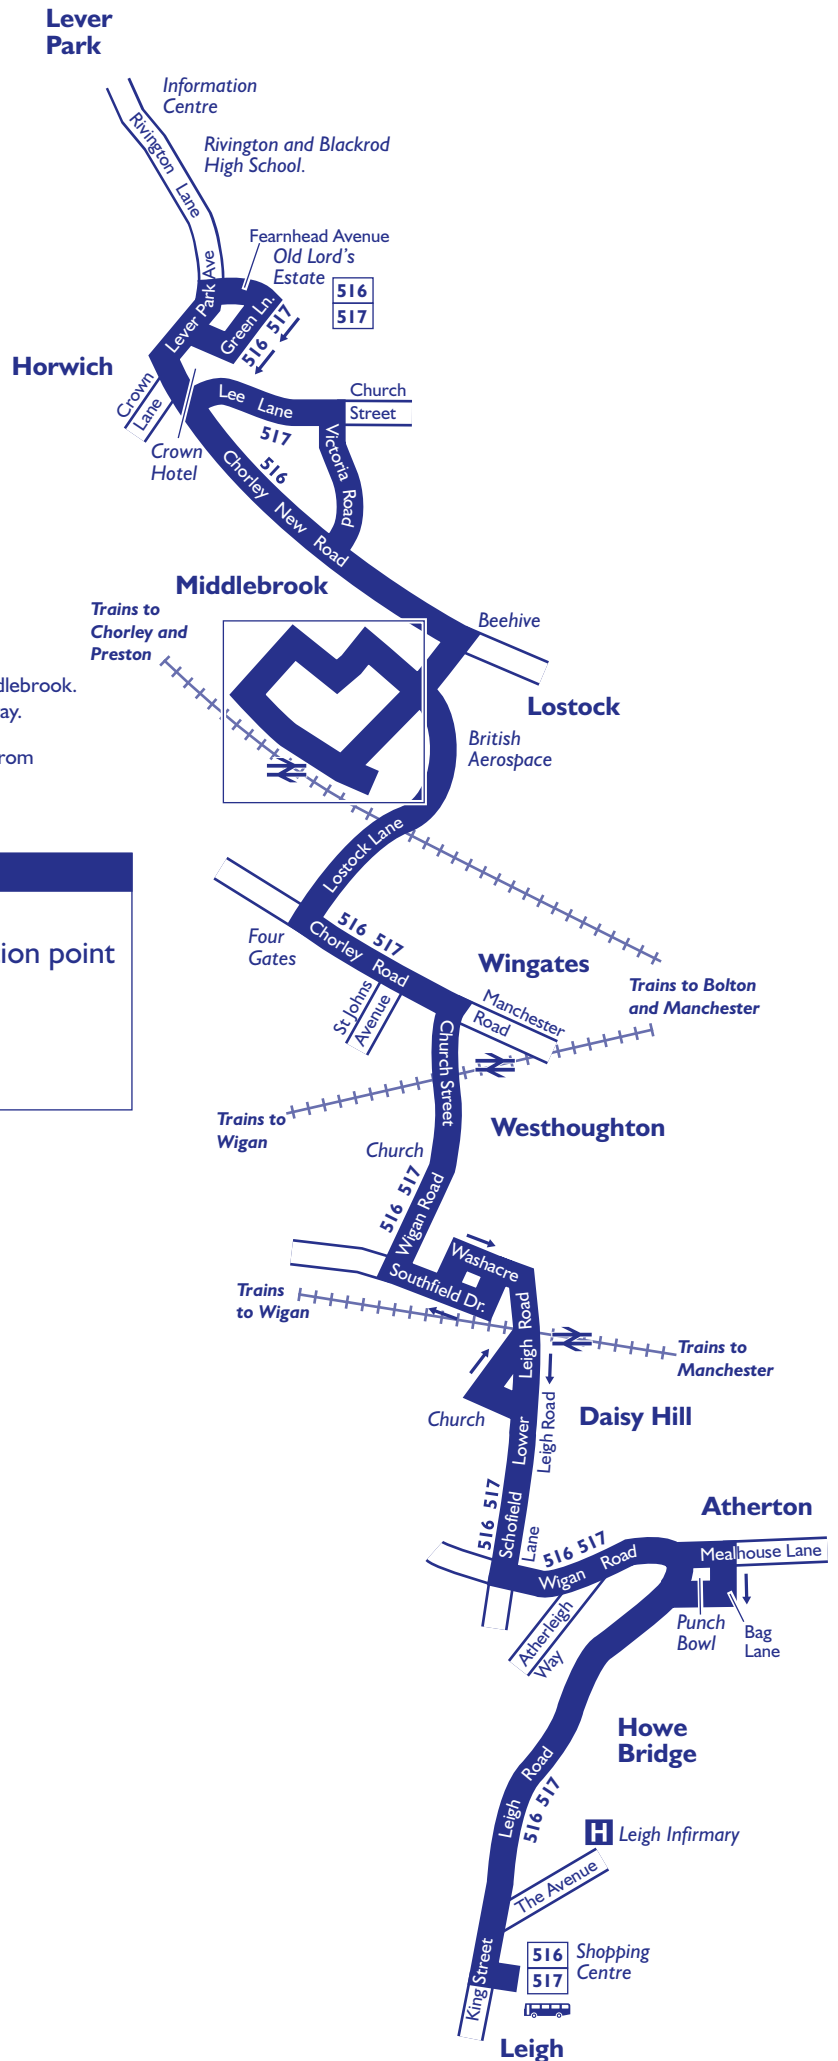 Lever
Park
Information
Centre
Rivington Lane
Rivington and Blackrod
High School.
Fearnhead Avenue
Old Lord's
Estate
516
517
Lever Park Ave
Green Ln.
516 517
Horwich
Crown
Lane
Lee Lane
Church
Street
517
Crown
Hotel
516
Victoria Road
Chorley New Road
Middlebrook
Trains to
Chorley and
Preston
Beehive
dlebrook.
ay.
Lostock
rom
British
Aerospace
Lostock Lane
ion point
516 517
Four
Gates
Chorley Road
Wingates
St Johns
Avenue
Manchester
Road
Trains to Bolton
and Manchester
Church Street
Trains to
Wigan
Westhoughton
Church
516 517
Wigan Road
Washacre
Southfield Dr.
Trains
to Wigan
Leigh Road
Trains to
Manchester
Church
Daisy Hill
Lower
Leigh Road
516 517
Schofield
Lane
Atherton
516 517
Wigan Road
Mealhouse Lane
Atherleigh
Way
Punch
Bowl
Bag
Lane
Howe
Bridge
Leigh Road
516 517
H Leigh Infirmary
The Avenue
King Street
516
517
Shopping
Centre
Leigh